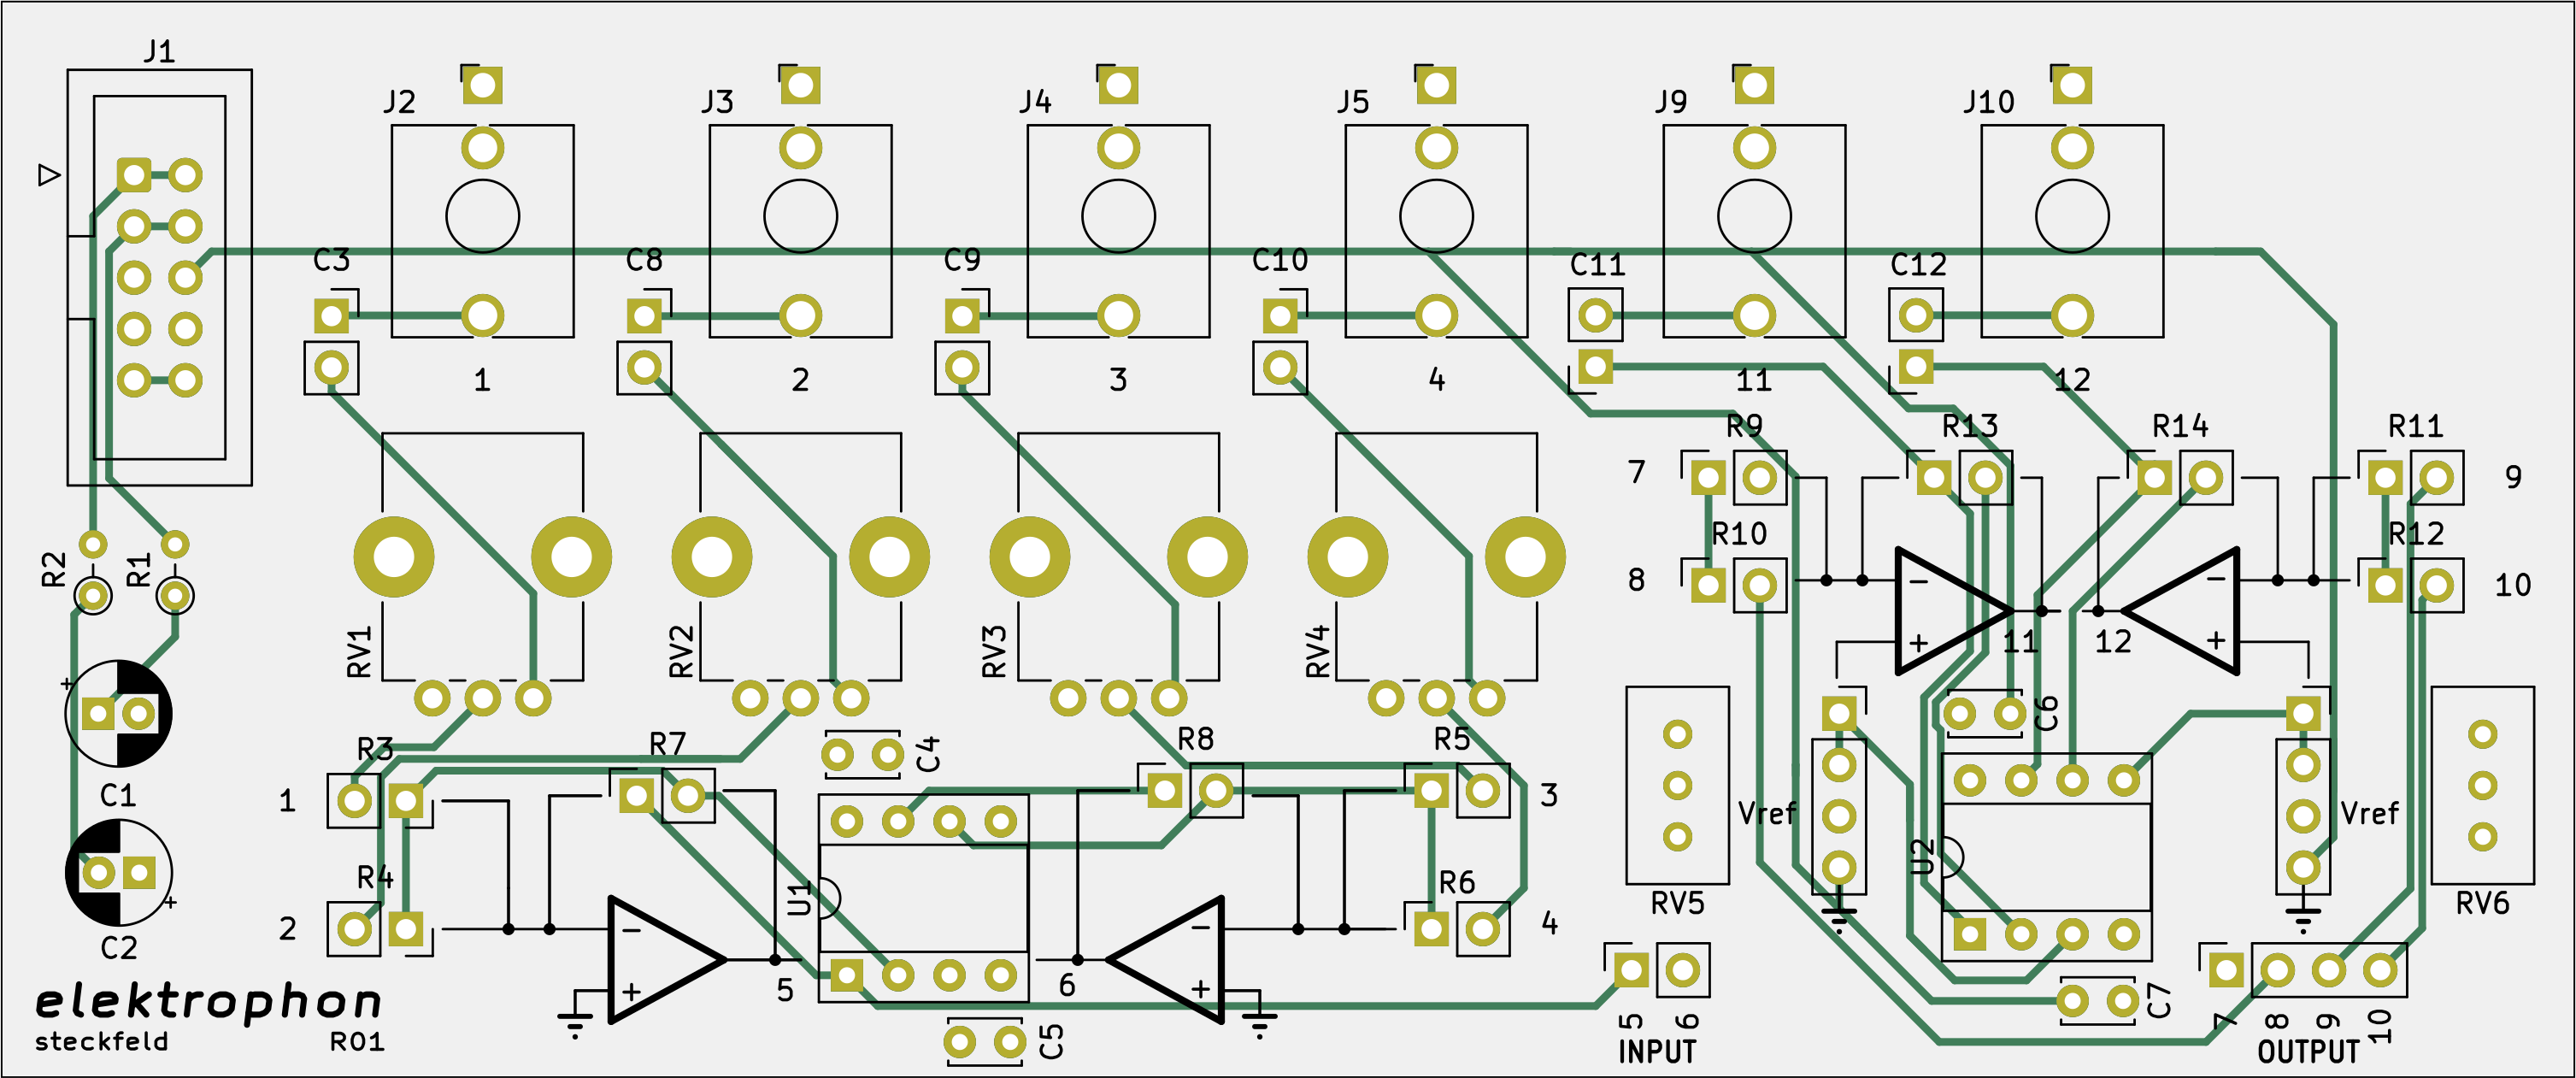 J1
J2 J3 J4 J5 J9 J10
C3 C8 C9 C10 C11 C12
1 2 3 4 11 12
R9 R13 R14 R11
7 9
R10 R12
8 10
- -
+ +
11 12
R2 R1
RV1 RV2 RV3 RV4
+
C6
R3 R7 C4 R8 R5
C1
1 3
Vref Vref
U2
R4 R6
U1
RV5 RV6
+
2 4
- -
C2
5 + 6 +
elektrophon
steckfeld R01
C5
C7
5 6
INPUT
7 8 9 10
OUTPUT